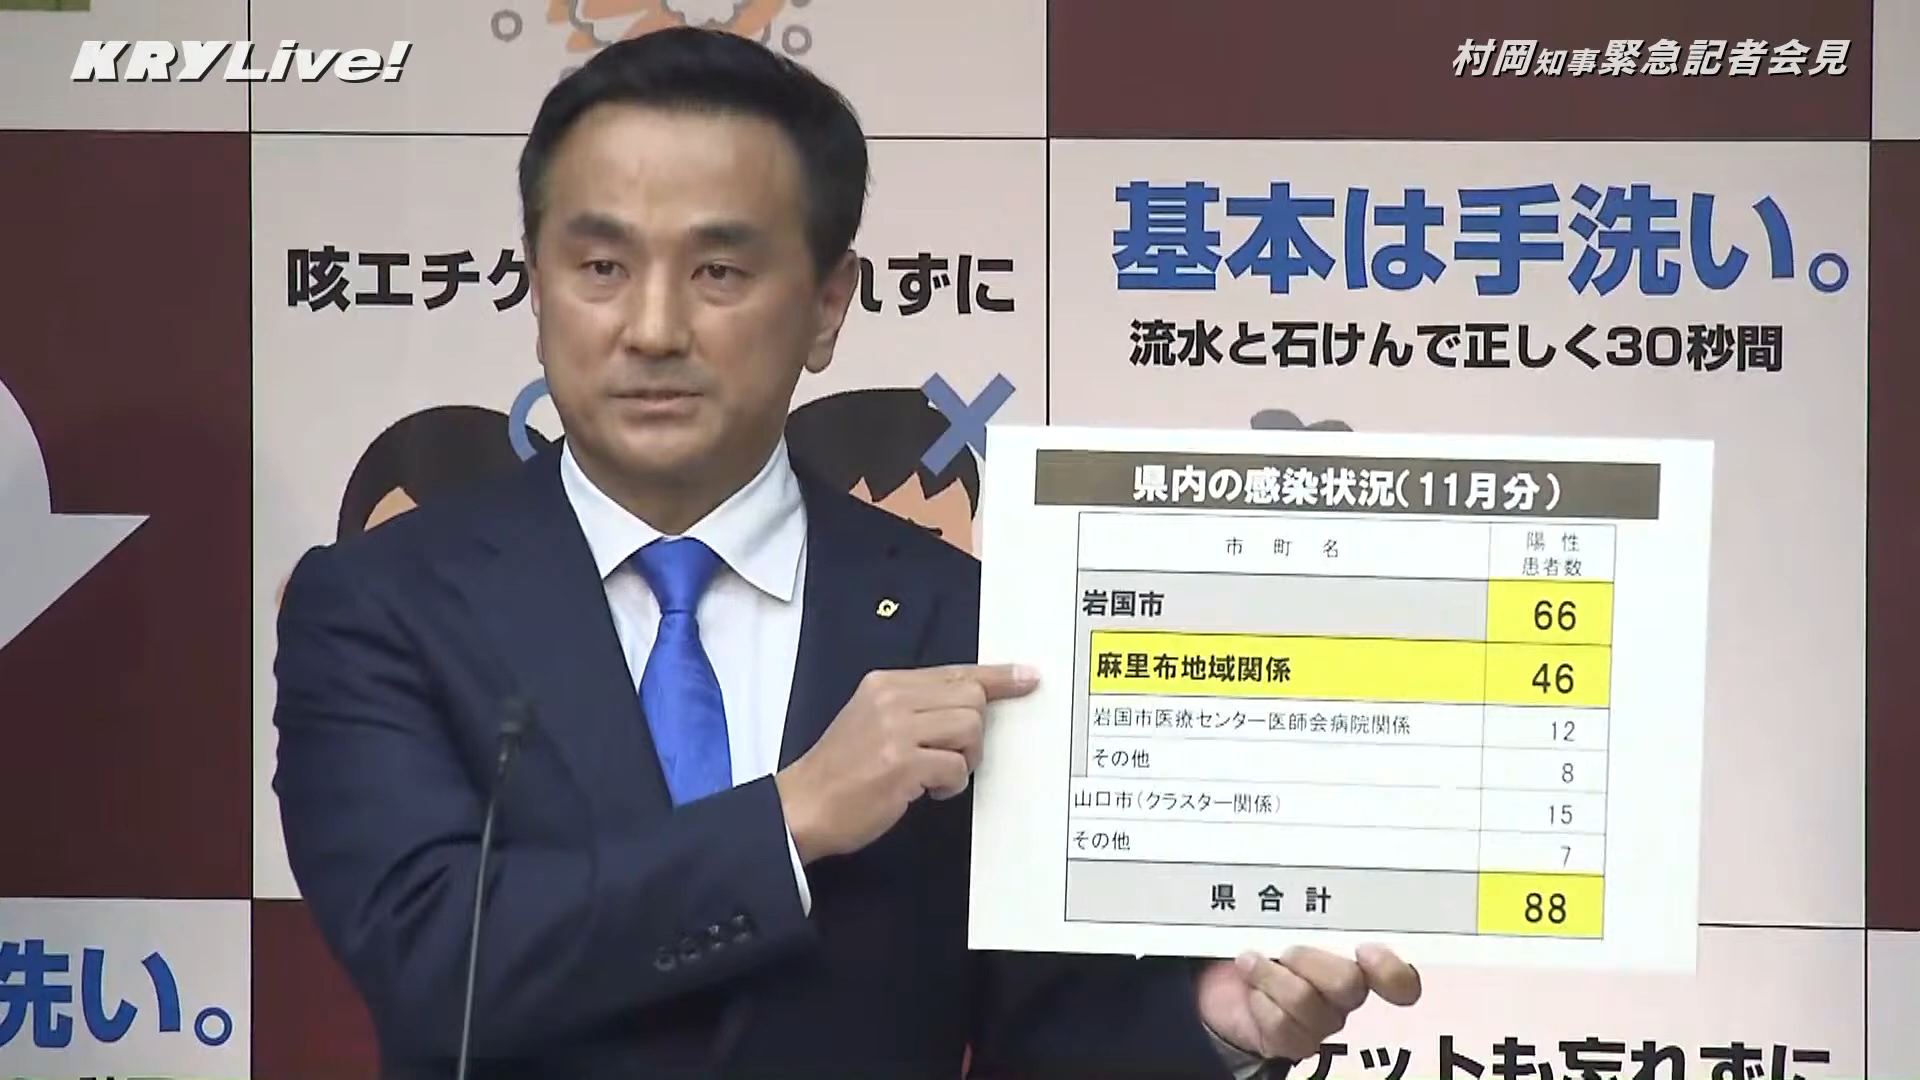 KRY Live!
村岡知事緊急記者会見
咳エチケ
れずに
基本は手洗い。
流水と石けんで正しく30秒間
県内の感染状況(11月分)
市町名 陽性患者数
岩国市 66
麻里布地域関係 46
岩国市医療センター医師会病院関係 12
その他 8
山口市(クラスター関係) 15
その他 7
県合計 88
洗い。
ケットも忘れずに